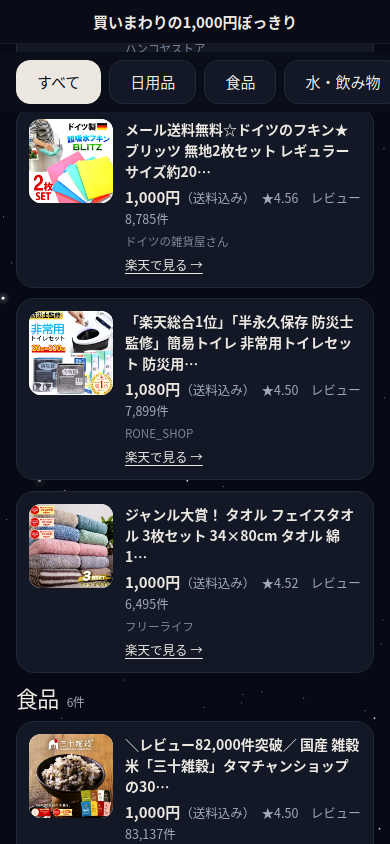 買いまわりの1,000円ぽっきり
ハンコヤストア
すべて
日用品
食品
水・飲み物
ドイツ製
超吸水フキン
BLITZ
2枚
SET
メール送料無料☆ドイツのフキン★
ブリッツ 無地2枚セット レギュラー
サイズ約20…
1,000円（送料込み） ★4.56 レビュー
8,785件
ドイツの雑貨屋さん
楽天で見る →
防災士監修
非常用
トイレセット
「楽天総合1位」「半永久保存 防災士
監修」簡易トイレ 非常用トイレセッ
ト 防災用…
1,080円（送料込み） ★4.50 レビュー
7,899件
RONE_SHOP
楽天で見る →
ジャンル大賞！ タオル フェイスタオ
ル 3枚セット 34×80cm タオル 綿
1…
1,000円（送料込み） ★4.52 レビュー
6,495件
フリーライフ
楽天で見る →
食品 6件
三十雑穀
＼レビュー82,000件突破／ 国産 雑穀
米「三十雑穀」タマチャンショップ
の30…
1,000円（送料込み） ★4.50 レビュー
83,137件